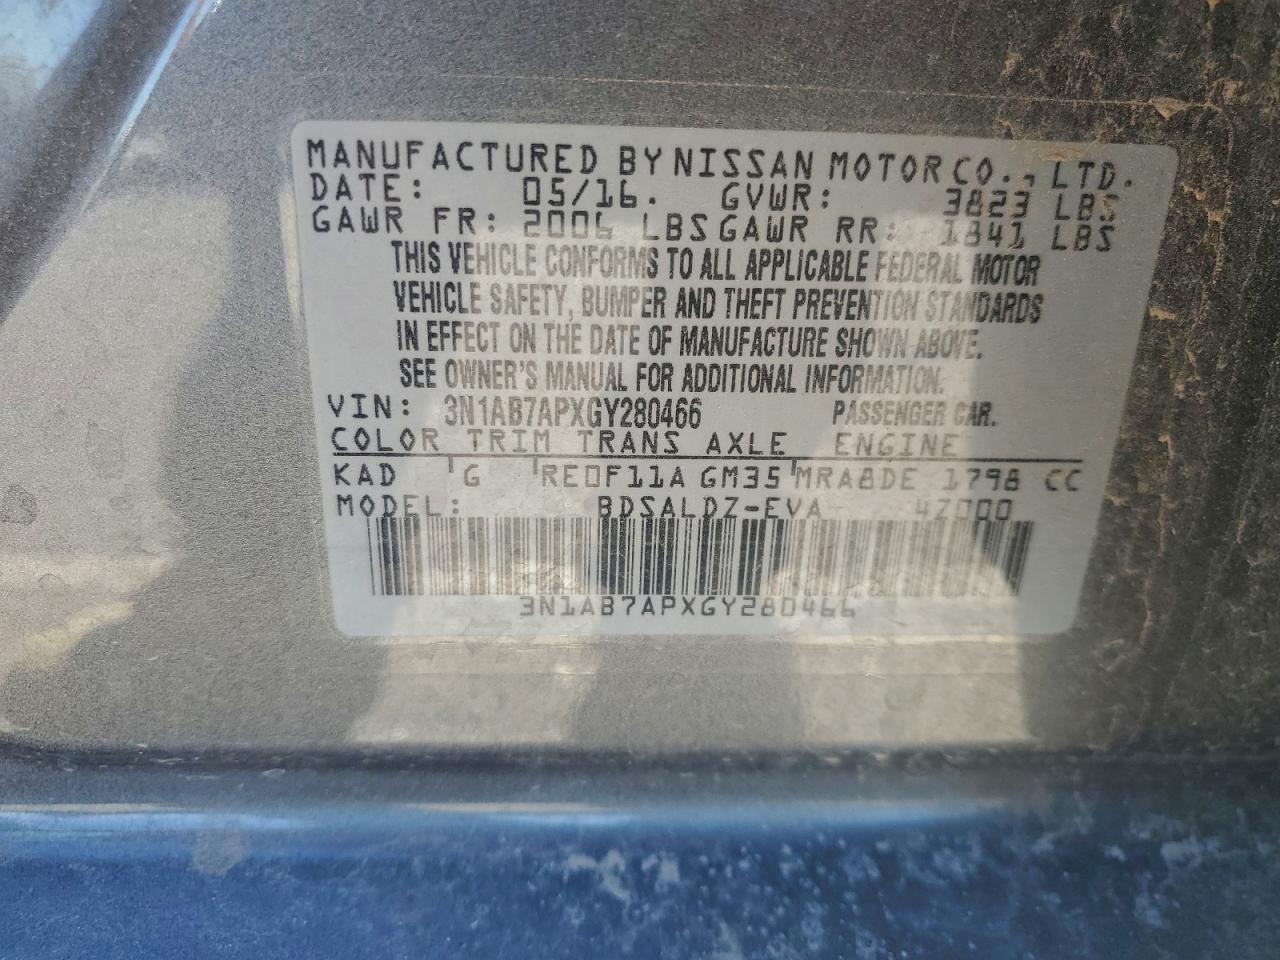 MANUFACTURED BY NISSAN MOTOR CO., LTD.
DATE: 05/16. GVWR: 3823 LBS
GAWR FR: 2006 LBS GAWR RR: 1841 LBS
THIS VEHICLE CONFORMS TO ALL APPLICABLE FEDERAL MOTOR
VEHICLE SAFETY, BUMPER AND THEFT PREVENTION STANDARDS
IN EFFECT ON THE DATE OF MANUFACTURE SHOWN ABOVE.
SEE OWNER'S MANUAL FOR ADDITIONAL INFORMATION.
VIN: 3N1AB7APXGY280466 PASSENGER CAR.
COLOR TRIM TRANS AXLE ENGINE
KAD G RE0F11A GM35 MRA8DE 1798 CC
MODEL: BDSALDZ-EVA 4Z000
3N1AB7APXGY280466